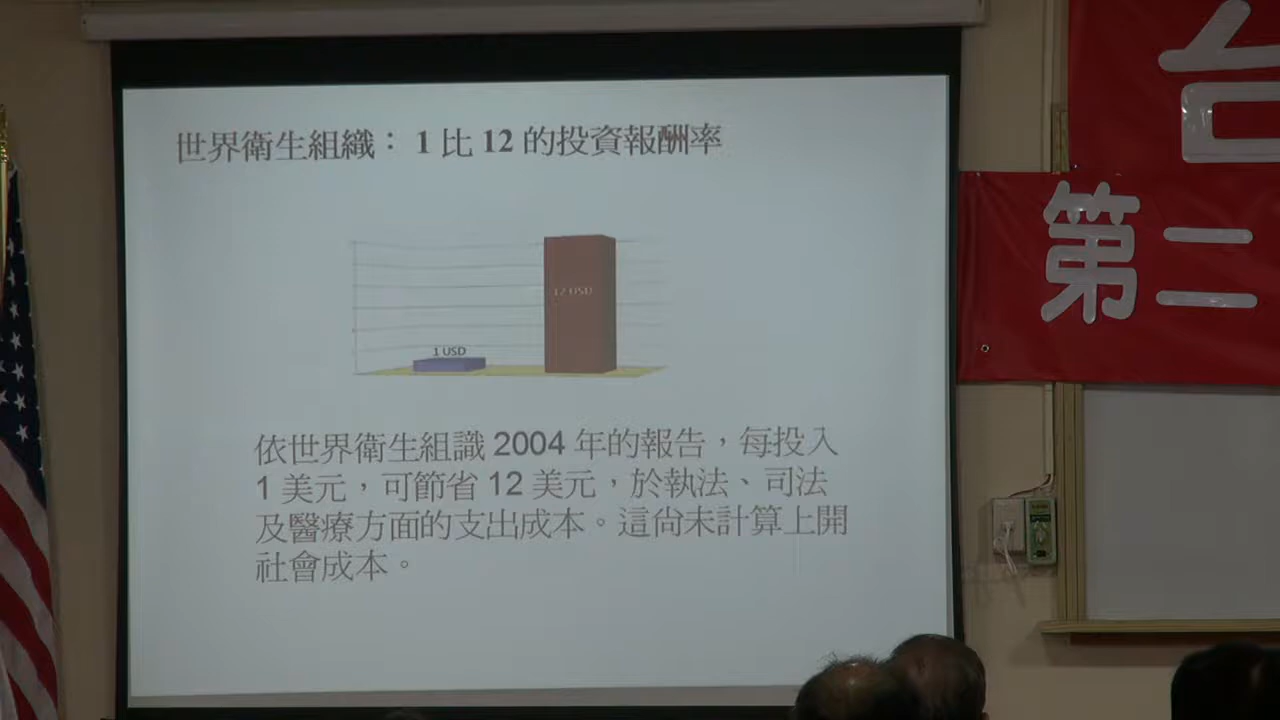 世界衛生組織： 1 比 12 的投資報酬率
1 USD
12 USD
依世界衛生組識 2004 年的報告，每投入
1 美元，可節省 12 美元，於執法、司法
及醫療方面的支出成本。這尚未計算上開
社會成本。
台
第二